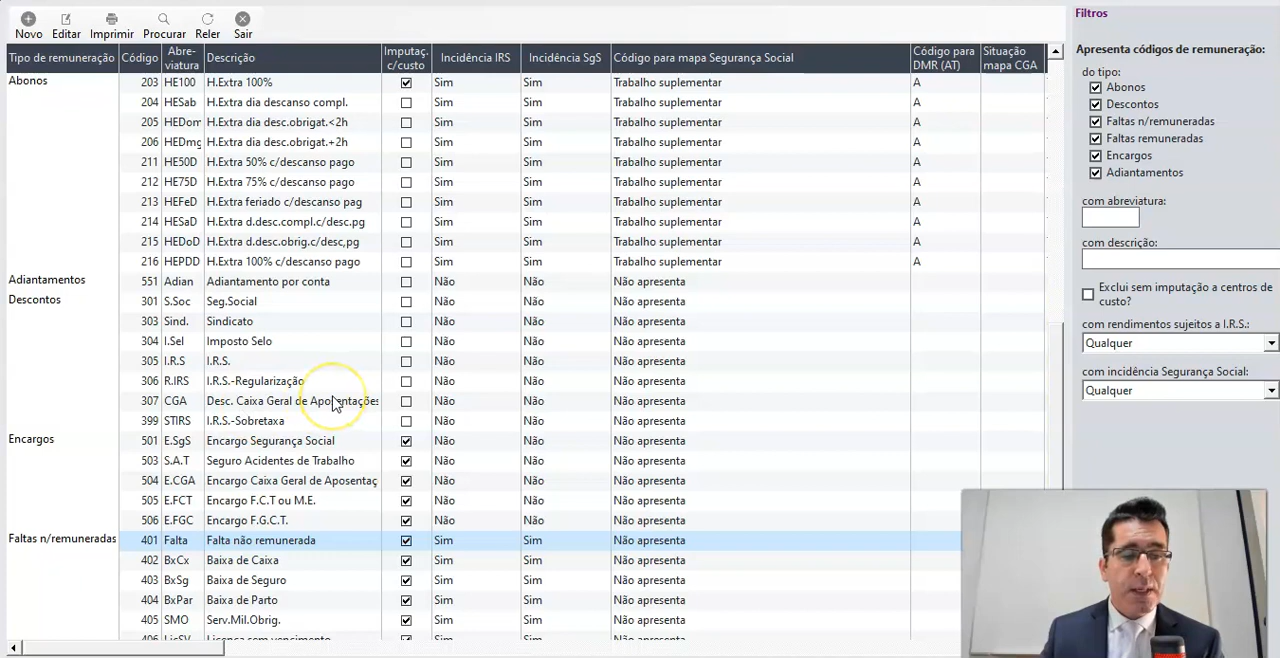 Novo Editar Imprimir Procurar Reler Sair
Tipo de remuneração Código Abre-viatura Descrição Imputaç. c/custo Incidência IRS Incidência SgS Código para mapa Segurança Social Código para DMR (AT) Situação mapa CGA
Abonos 203 HE100 H.Extra 100% Sim Sim Trabalho suplementar A
204 HESab H.Extra dia descanso compl. Sim Sim Trabalho suplementar A
205 HEDom H.Extra dia desc.obrigat.<2h Sim Sim Trabalho suplementar A
206 HEDmg H.Extra dia desc.obrigat.+2h Sim Sim Trabalho suplementar A
211 HE50D H.Extra 50% c/descanso pago Sim Sim Trabalho suplementar A
212 HE75D H.Extra 75% c/descanso pago Sim Sim Trabalho suplementar A
213 HEFeD H.Extra feriado c/descanso pag Sim Sim Trabalho suplementar A
214 HESaD H.Extra d.desc.compl.c/desc,pg Sim Sim Trabalho suplementar A
215 HEDoD H.Extra d.desc.obrig.c/desc,pg Sim Sim Trabalho suplementar A
216 HEPDD H.Extra 100% c/descanso pago Sim Sim Trabalho suplementar A
Adiantamentos 551 Adian Adiantamento por conta Não Não Não apresenta
Descontos 301 S.Soc Seg.Social Não Não Não apresenta
303 Sind. Sindicato Não Não Não apresenta
304 I.Sel Imposto Selo Não Não Não apresenta
305 I.R.S I.R.S. Não Não Não apresenta
306 R.IRS I.R.S.-Regularização Não Não Não apresenta
307 CGA Desc. Caixa Geral de Aposentações Não Não Não apresenta
399 STIRS I.R.S.-Sobretaxa Não Não Não apresenta
Encargos 501 E.SgS Encargo Segurança Social Não Não Não apresenta
503 S.A.T Seguro Acidentes de Trabalho Não Não Não apresenta
504 E.CGA Encargo Caixa Geral de Aposentaç Não Não Não apresenta
505 E.FCT Encargo F.C.T ou M.E. Não Não Não apresenta
506 E.FGC Encargo F.G.C.T. Não Não Não apresenta
Faltas n/remuneradas 401 Falta Falta não remunerada Sim Sim Não apresenta
402 BxCx Baixa de Caixa Sim Sim Não apresenta
403 BxSg Baixa de Seguro Sim Sim Não apresenta
404 BxPar Baixa de Parto Sim Sim Não apresenta
405 SMO Serv.Mil.Obrig. Sim Sim Não apresenta
406 LicSV Licença sem vencimento Sim Sim Não apresenta
Filtros
Apresenta códigos de remuneração:
do tipo:
Abonos
Descontos
Faltas n/remuneradas
Faltas remuneradas
Encargos
Adiantamentos
com abreviatura:
com descrição:
Exclui sem imputação a centros de
custo?
com rendimentos sujeitos a I.R.S.:
Qualquer
com incidência Segurança Social:
Qualquer